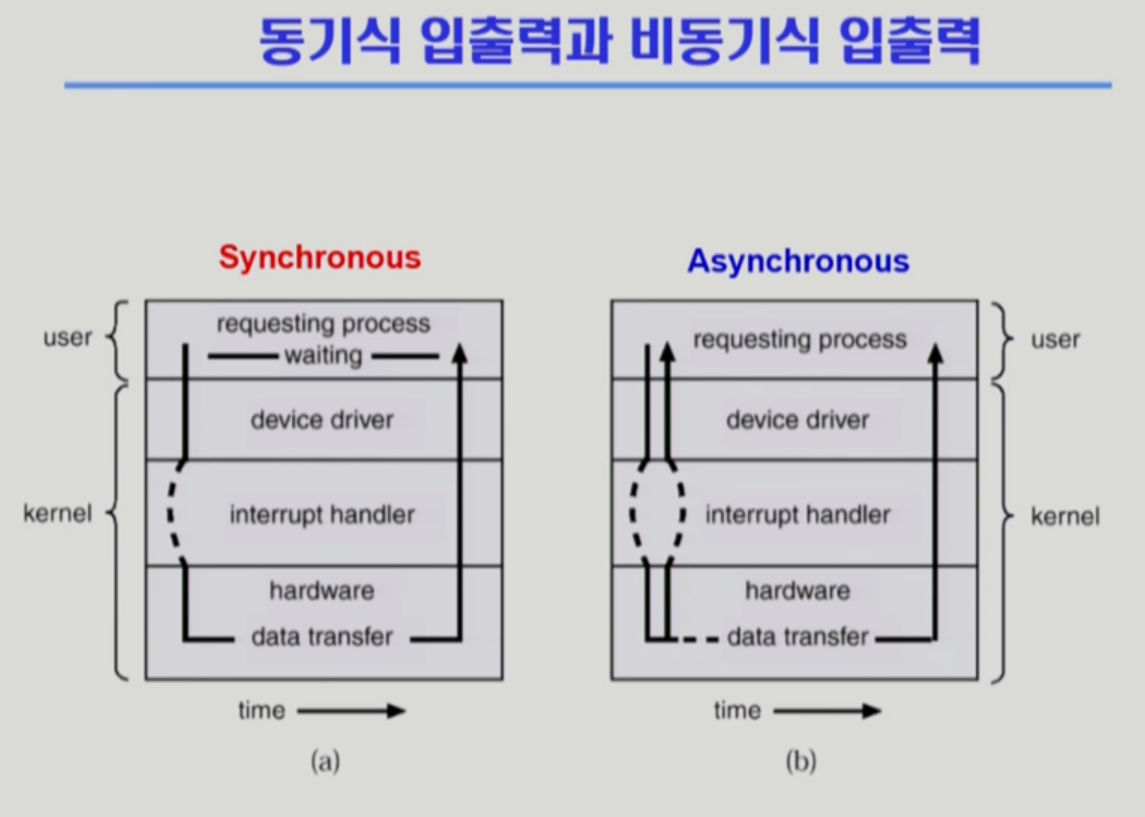 동기식 입출력과 비동기식 입출력
Synchronous
user
kernel
requesting process
waiting
device driver
interrupt handler
hardware
data transfer
time
(a)
Asynchronous
requesting process
device driver
interrupt handler
hardware
data transfer
user
kernel
time
(b)